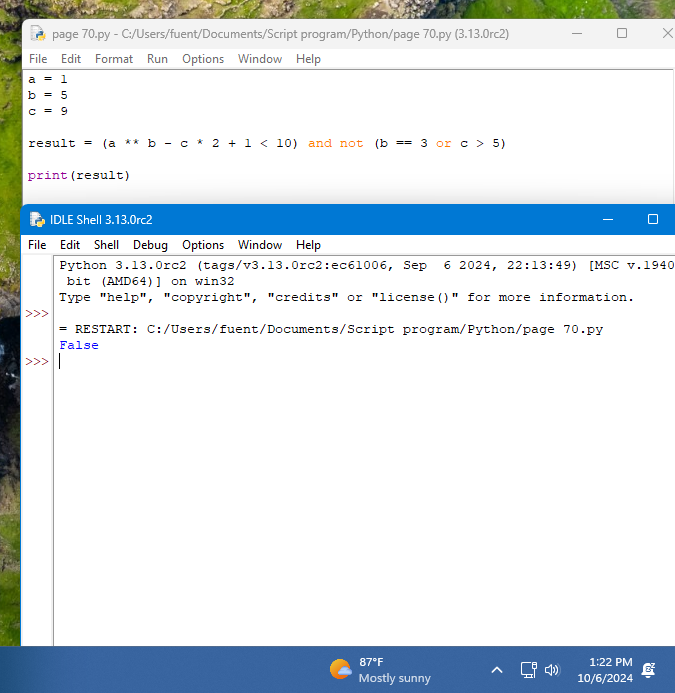 page 70.py - C:/Users/fuent/Documents/Script program/Python/page 70.py (3.13.0rc2)
File Edit Format Run Options Window Help
a = 1
b = 5
c = 9
result = (a ** b - c * 2 + 1 < 10) and not (b == 3 or c > 5)
print(result)
IDLE Shell 3.13.0rc2
File Edit Shell Debug Options Window Help
Python 3.13.0rc2 (tags/v3.13.0rc2:ec61006, Sep  6 2024, 22:13:49) [MSC v.1940
bit (AMD64)] on win32
Type "help", "copyright", "credits" or "license()" for more information.
>>>
= RESTART: C:/Users/fuent/Documents/Script program/Python/page 70.py
False
>>>
87°F
Mostly sunny
1:22 PM
10/6/2024